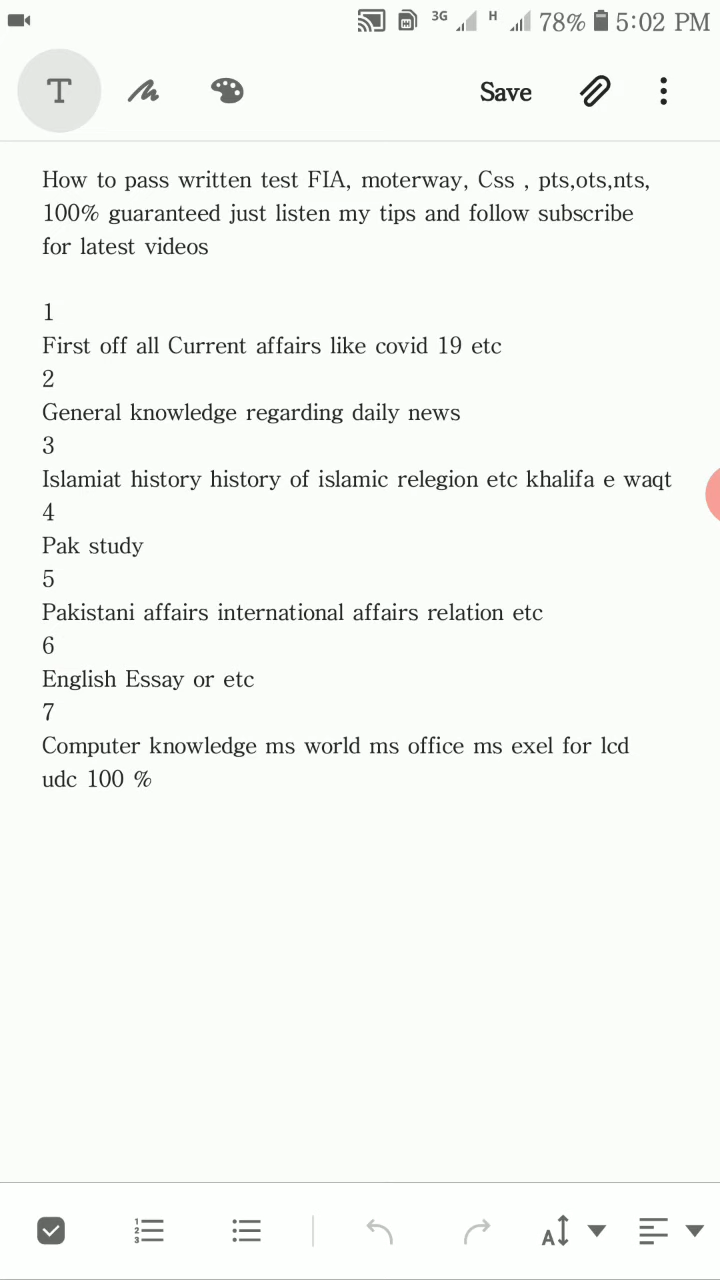 3G H 78% 5:02 PM
T Save
How to pass written test FIA, moterway, Css , pts,ots,nts,
100% guaranteed just listen my tips and follow subscribe
for latest videos
1
First off all Current affairs like covid 19 etc
2
General knowledge regarding daily news
3
Islamiat history history of islamic relegion etc khalifa e waqt
4
Pak study
5
Pakistani affairs international affairs relation etc
6
English Essay or etc
7
Computer knowledge ms world ms office ms exel for lcd
udc 100 %